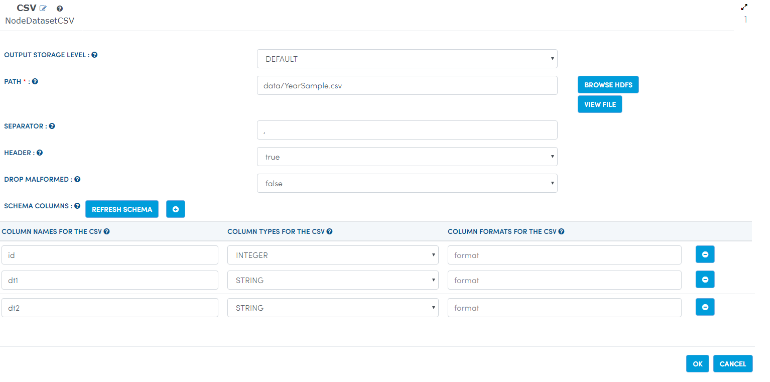 CSV
NodeDatasetCSV
1
OUTPUT STORAGE LEVEL :
DEFAULT
PATH * :
data/YearSample.csv
BROWSE HDFS
VIEW FILE
SEPARATOR :
,
HEADER :
true
DROP MALFORMED :
false
SCHEMA COLUMNS :
REFRESH SCHEMA
COLUMN NAMES FOR THE CSV COLUMN TYPES FOR THE CSV COLUMN FORMATS FOR THE CSV
id INTEGER format
dt1 STRING format
dt2 STRING format
OK CANCEL